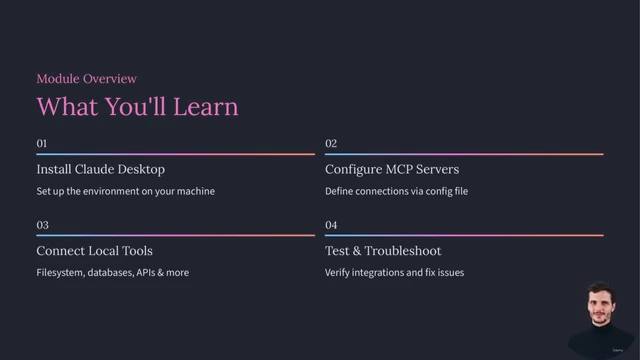 Module Overview
What You'll Learn
01
Install Claude Desktop
Set up the environment on your machine
02
Configure MCP Servers
Define connections via config file
03
Connect Local Tools
Filesystem, databases, APIs & more
04
Test & Troubleshoot
Verify integrations and fix issues